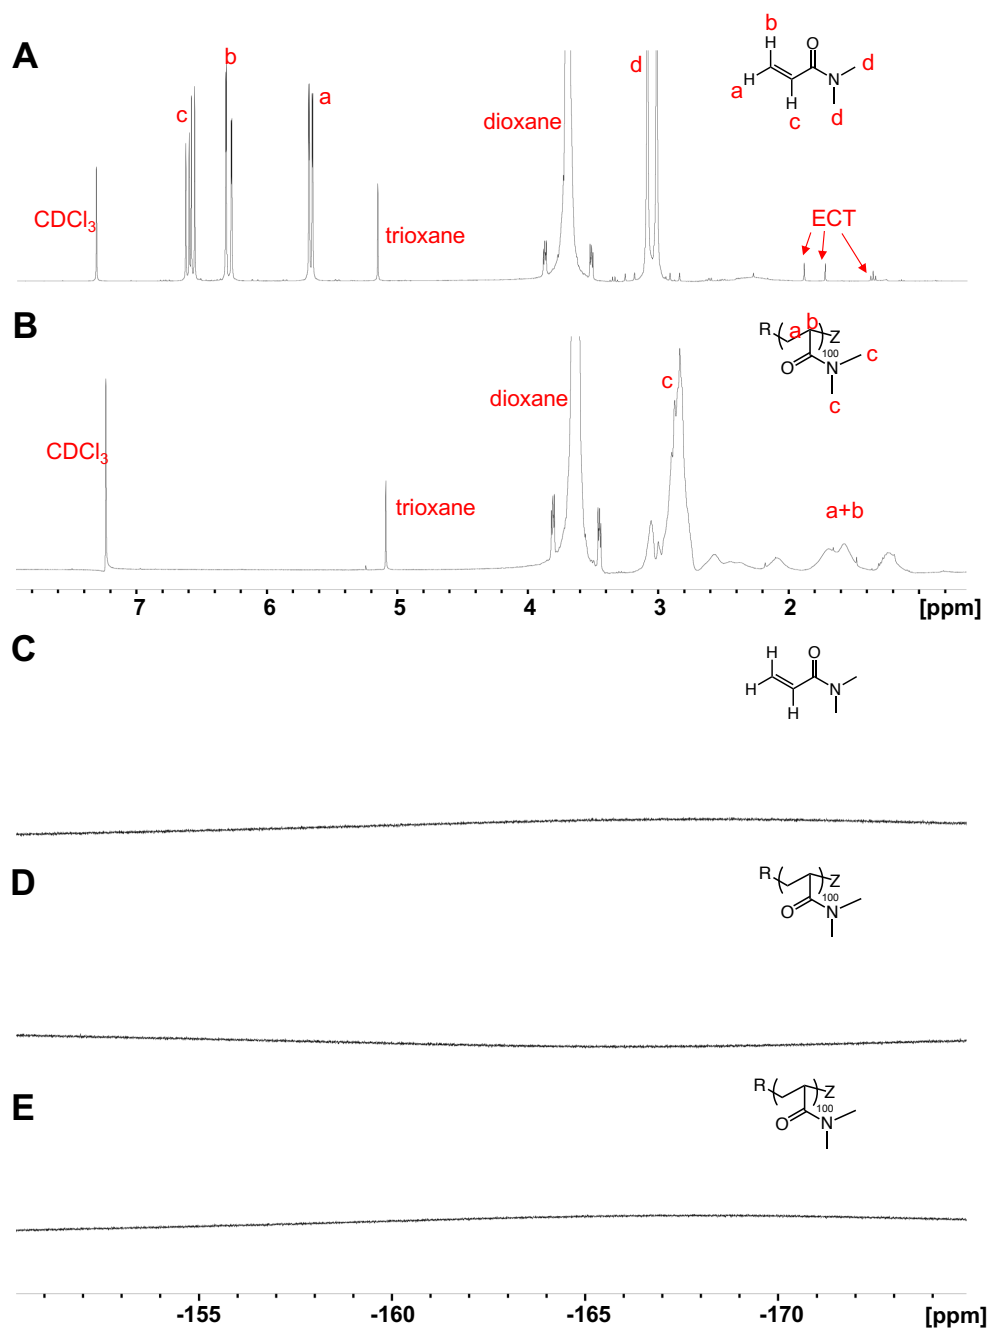 A
b
H
O
H
N
d
a
H
c
d
b
c
a
d
dioxane
CDCl₃
trioxane
ECT
B
R
a
b
Z
100
O
N
c
c
dioxane
c
CDCl₃
trioxane
a+b
7 6 5 4 3 2 [ppm]
C
H
O
H
N
H
D
R
Z
100
O
N
E
R
Z
100
O
N
-155 -160 -165 -170 [ppm]